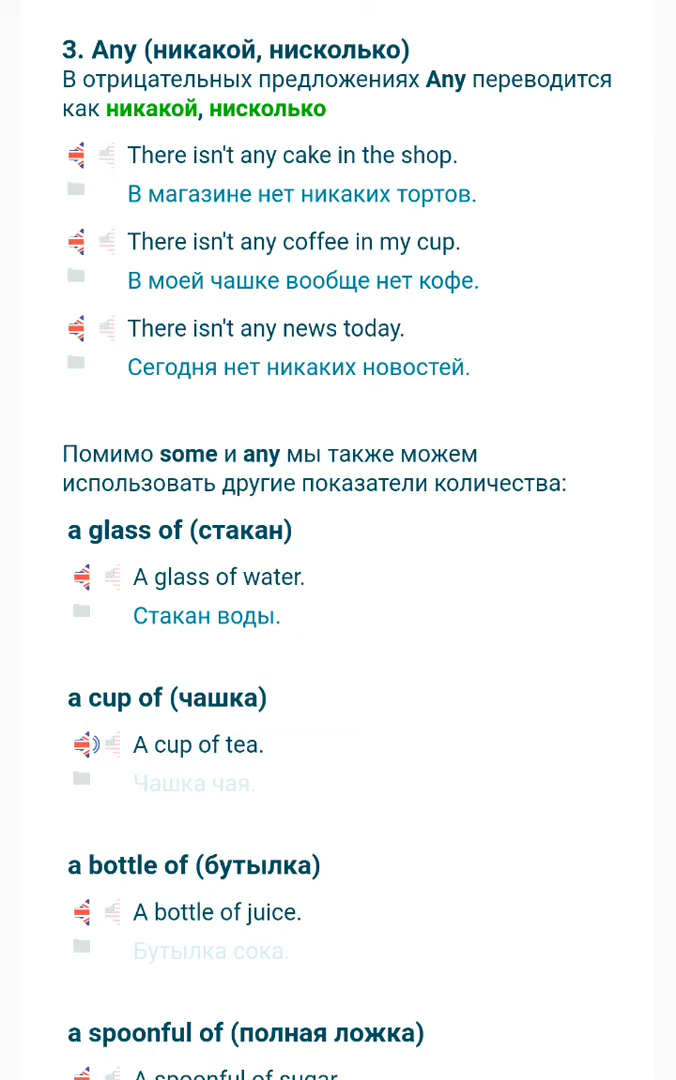 3. Any (никакой, нисколько)
В отрицательных предложениях Any переводится
как никакой, нисколько
There isn't any cake in the shop.
В магазине нет никаких тортов.
There isn't any coffee in my cup.
В моей чашке вообще нет кофе.
There isn't any news today.
Сегодня нет никаких новостей.
Помимо some и any мы также можем
использовать другие показатели количества:
a glass of (стакан)
A glass of water.
Стакан воды.
a cup of (чашка)
A cup of tea.
Чашка чая.
a bottle of (бутылка)
A bottle of juice.
Бутылка сока.
a spoonful of (полная ложка)
A spoonful of sugar